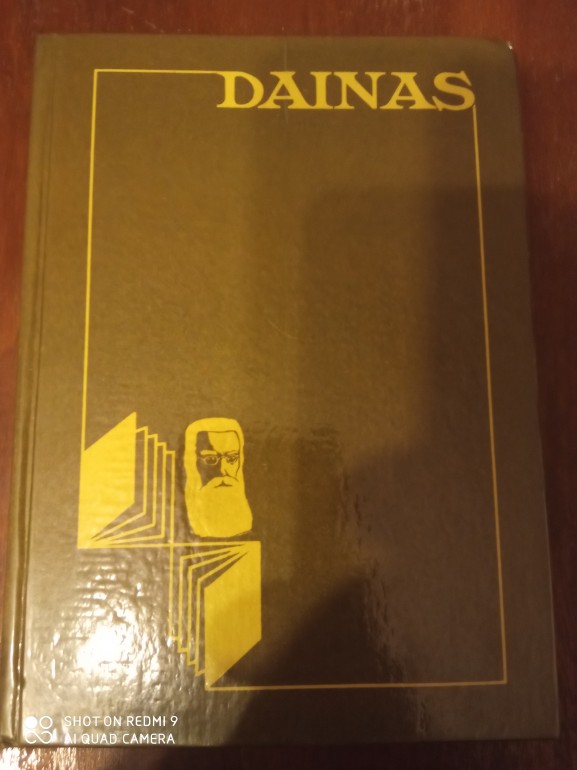 DAINAS
SHOT ON REDMI 9
AI QUAD CAMERA